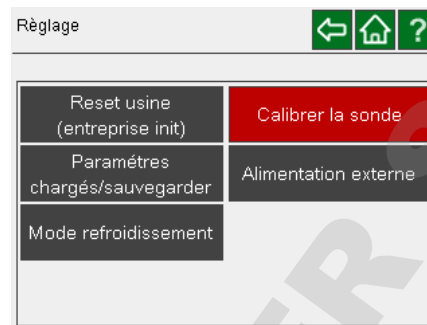 Règlage
?
Reset usine
(entreprise init)
Calibrer la sonde
Paramétres
chargés/sauvegarder
Alimentation externe
Mode refroidissement